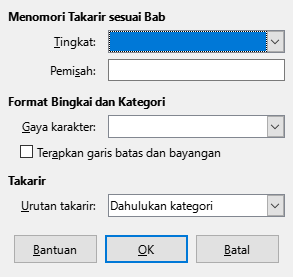 Menomori Takarir sesuai Bab
Tingkat:
Pemisah:
Format Bingkai dan Kategori
Gaya karakter:
Terapkan garis batas dan bayangan
Takarir
Urutan takarir: Dahulukan kategori
Bantuan OK Batal